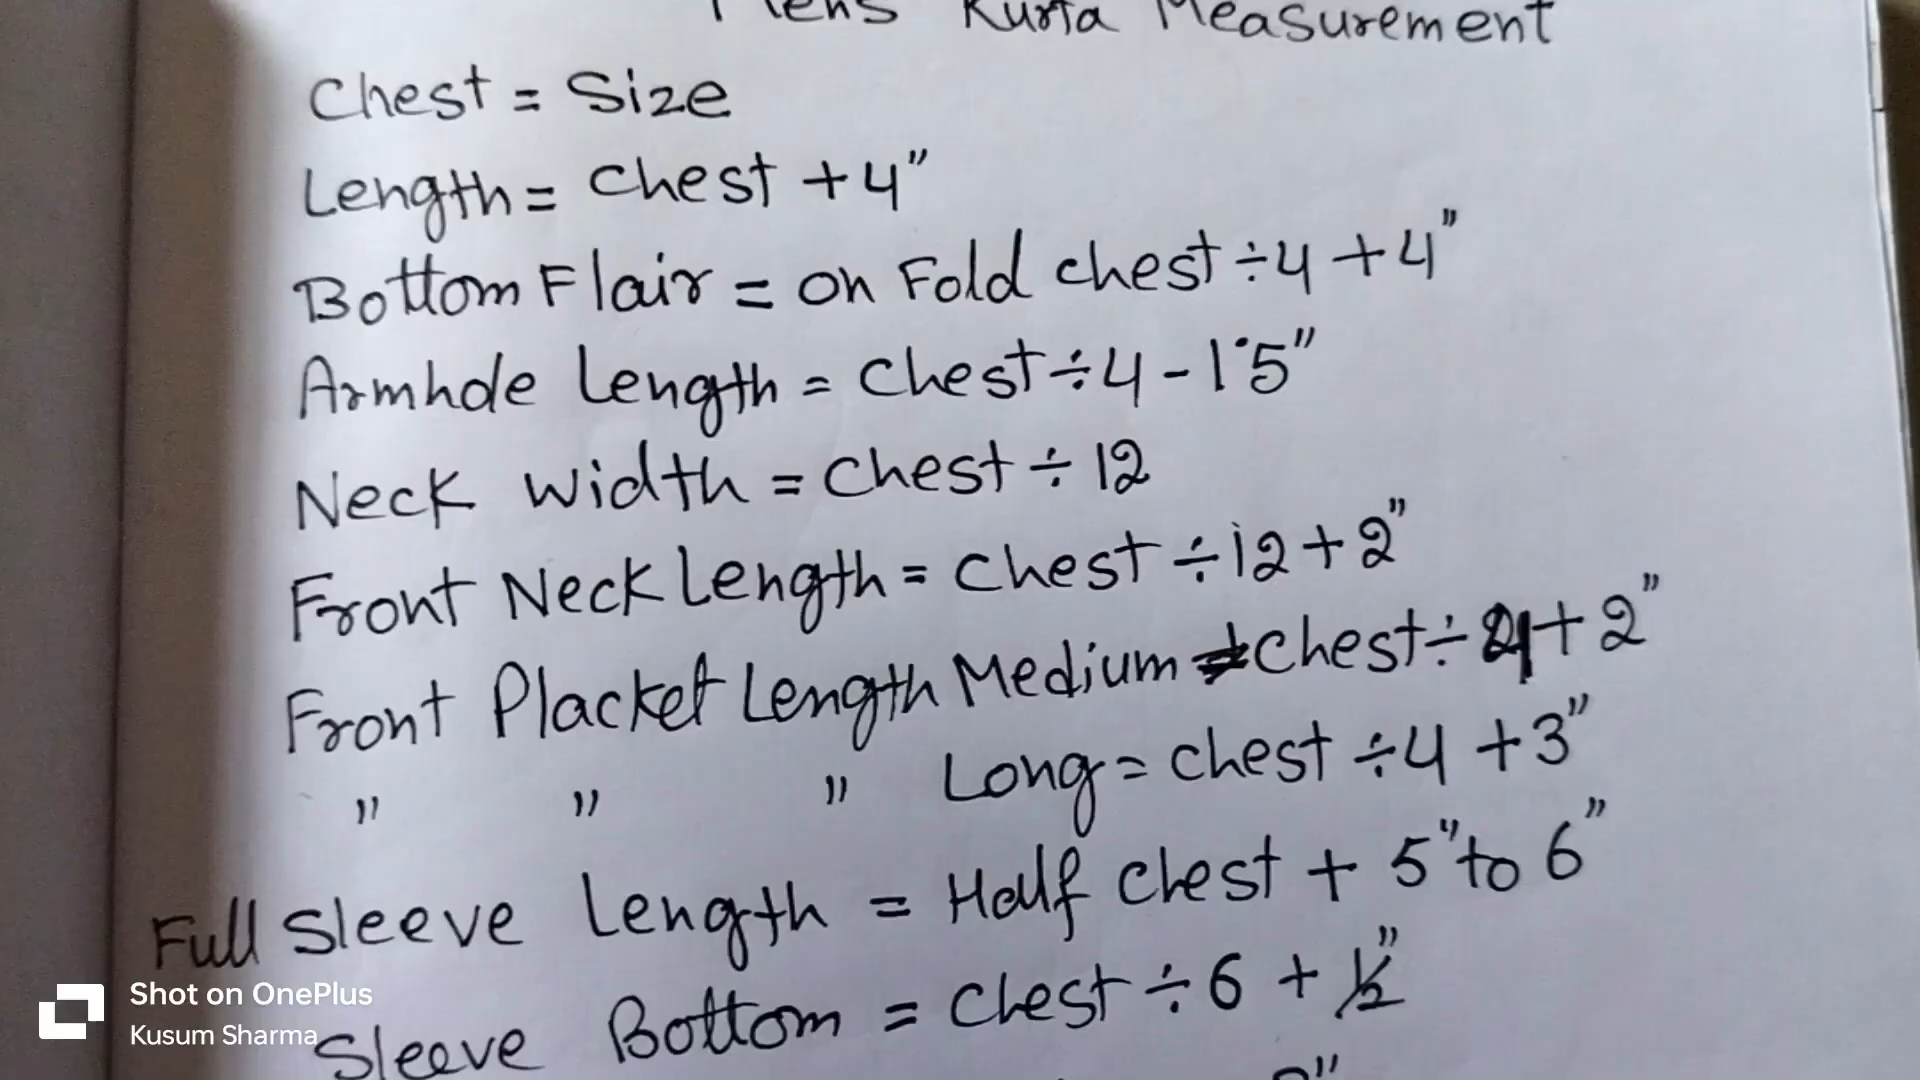 Mens Kurta Measurement
Chest = Size
Length = Chest + 4"
Bottom Flair = on Fold chest ÷ 4 + 4"
Armhole Length = Chest ÷ 4 - 1.5"
Neck width = Chest ÷ 12
Front Neck Length = Chest ÷ 12 + 2"
Front Placket Length Medium = Chest ÷ 4 + 2"
" " " Long = Chest ÷ 4 + 3"
Full Sleeve Length = Half Chest + 5" to 6"
Sleeve Bottom = Chest ÷ 6 + ½"
Shot on OnePlus
Kusum Sharma